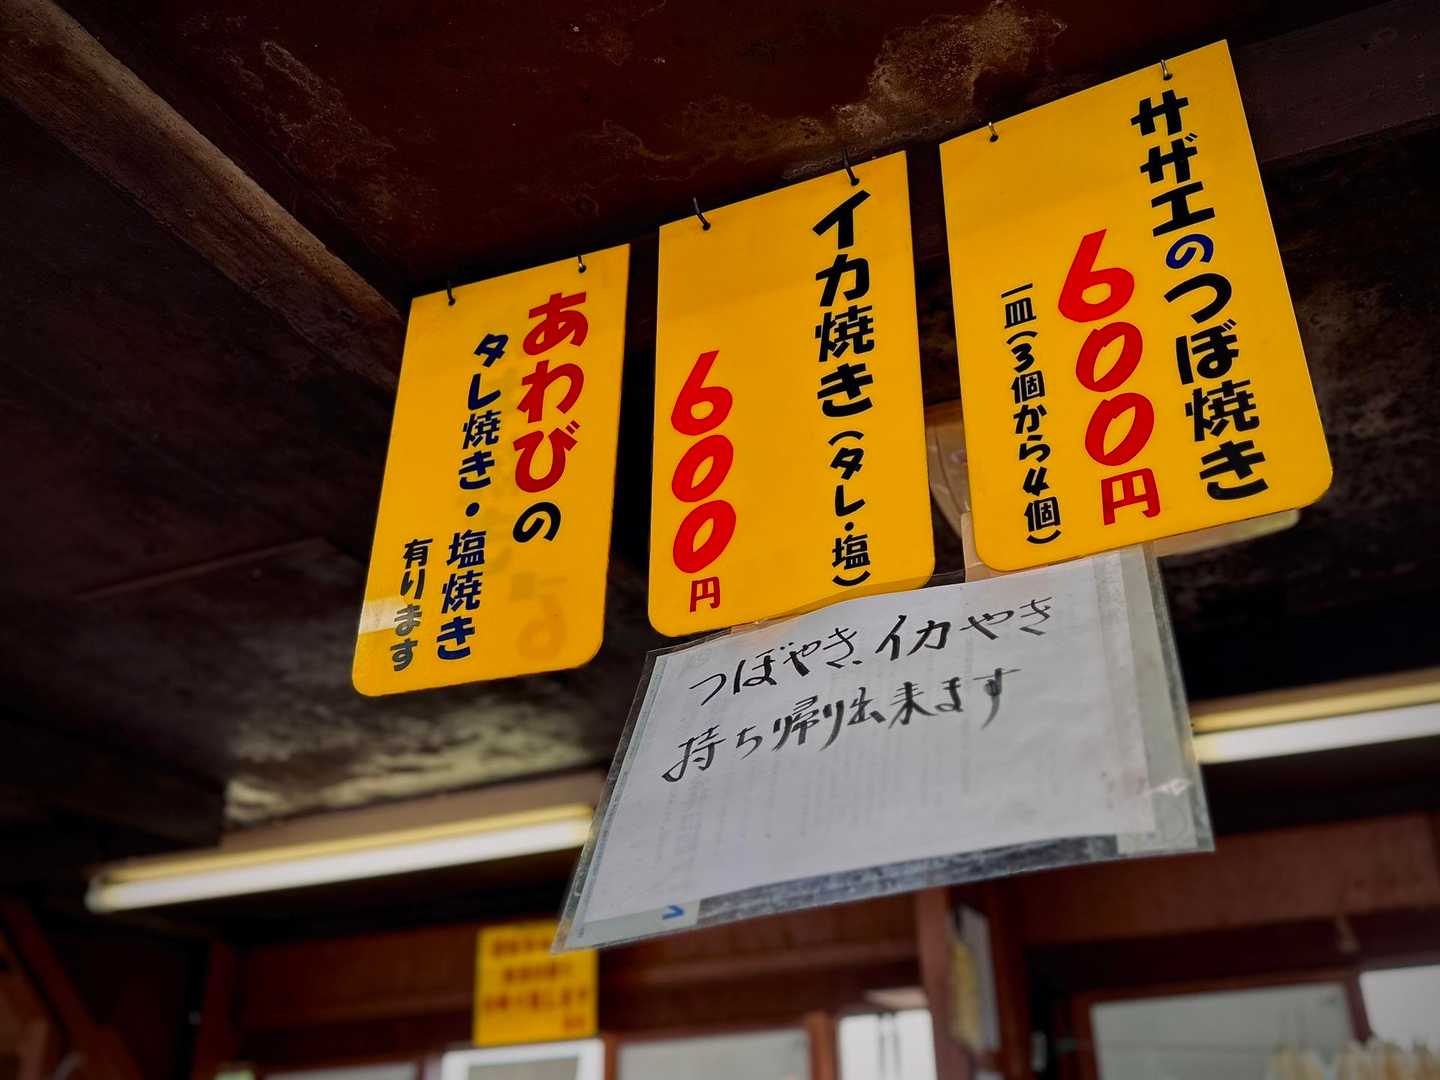 サザエのつぼ焼き
600円
一皿(3個から4個)
イカ焼き(タレ・塩)
600円
あわびの
タレ焼き・塩焼き
有ります
つぼやき、イカやき
持ち帰り出来ます